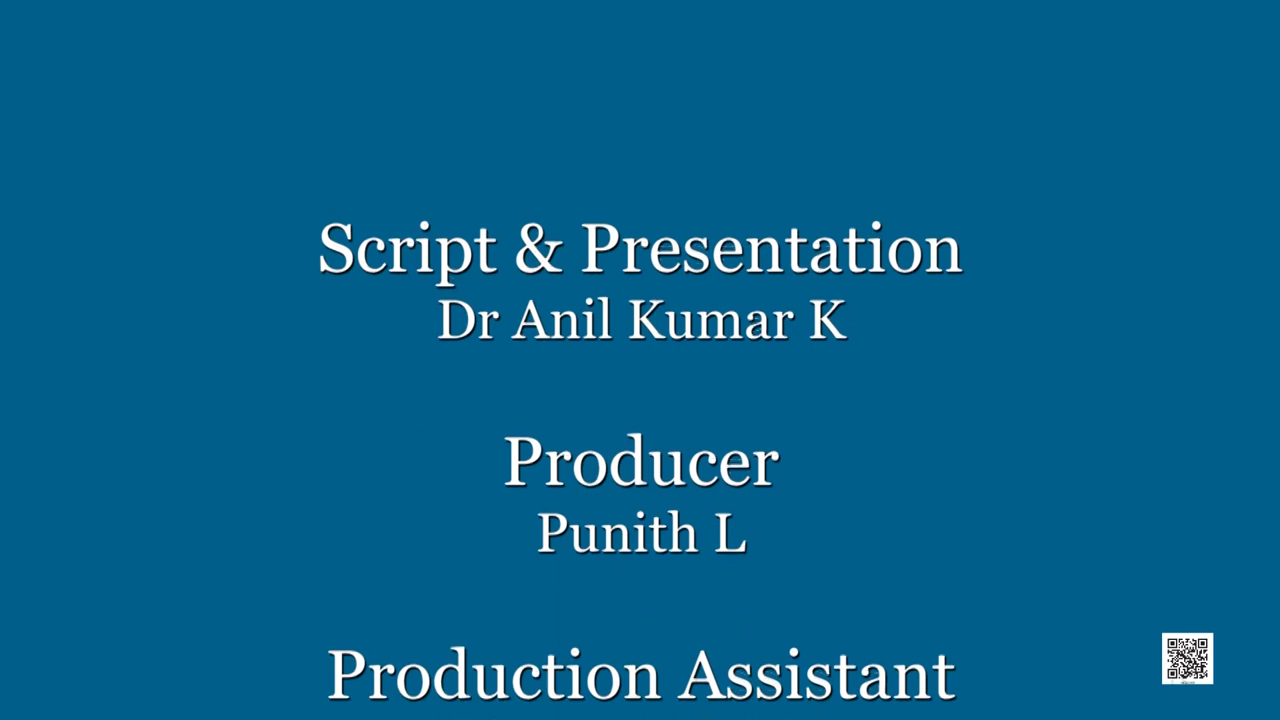 Script & Presentation
Dr Anil Kumar K
Producer
Punith L
Production Assistant